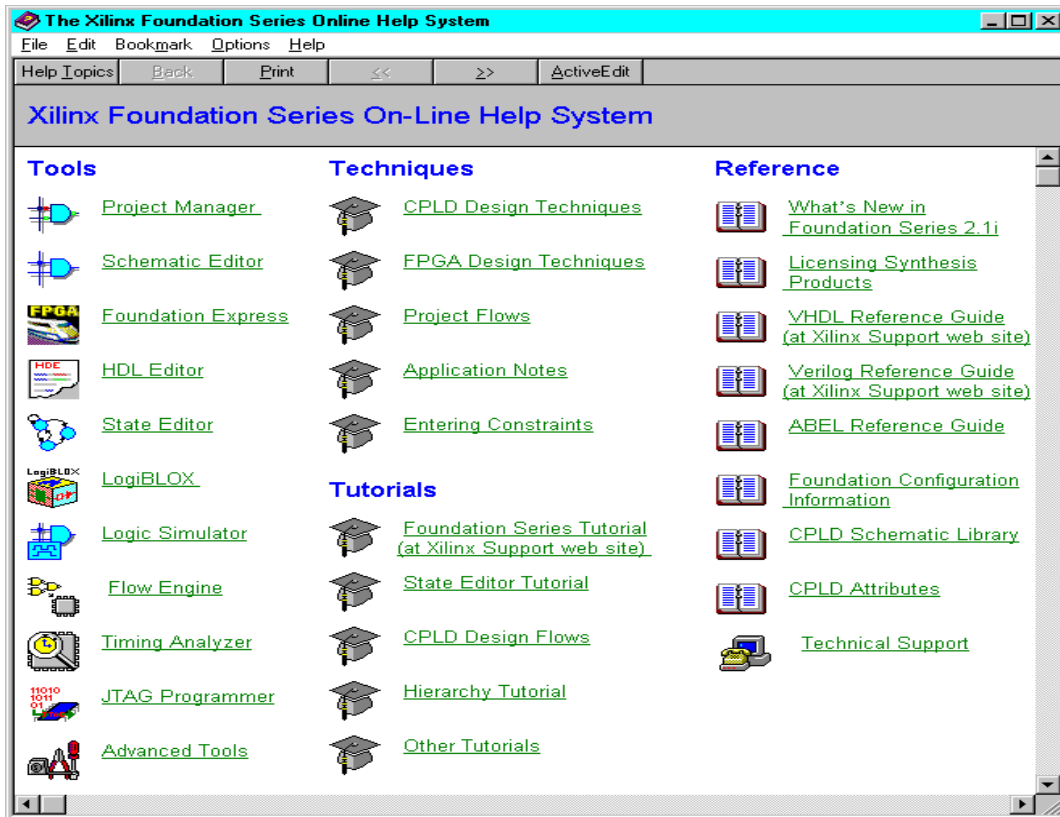 The Xilinx Foundation Series Online Help System
File Edit Bookmark Options Help
Help Topics Back Print << >> ActiveEdit
Xilinx Foundation Series On-Line Help System
Tools
Project Manager
Schematic Editor
FPGA
Foundation Express
HDE
HDL Editor
State Editor
LogiBLOX
LogiBLOX
Logic Simulator
Flow Engine
Timing Analyzer
11010
1011
01
JTAG Programmer
Advanced Tools
Techniques
CPLD Design Techniques
FPGA Design Techniques
Project Flows
Application Notes
Entering Constraints
Tutorials
Foundation Series Tutorial
(at Xilinx Support web site)
State Editor Tutorial
CPLD Design Flows
Hierarchy Tutorial
Other Tutorials
Reference
What's New in
Foundation Series 2.1i
Licensing Synthesis
Products
VHDL Reference Guide
(at Xilinx Support web site)
Verilog Reference Guide
(at Xilinx Support web site)
ABEL Reference Guide
Foundation Configuration
Information
CPLD Schematic Library
CPLD Attributes
Technical Support